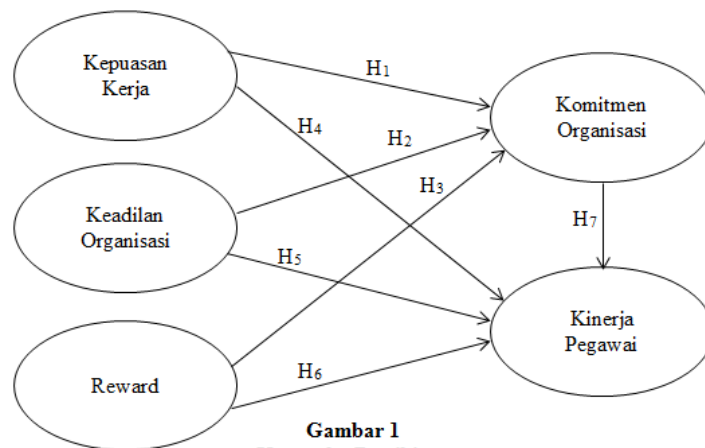 Kepuasan
Kerja
H1
Komitmen
Organisasi
H4
H2
H3
Keadilan
Organisasi
H7
H5
Kinerja
Pegawai
Reward
H6
Gambar 1